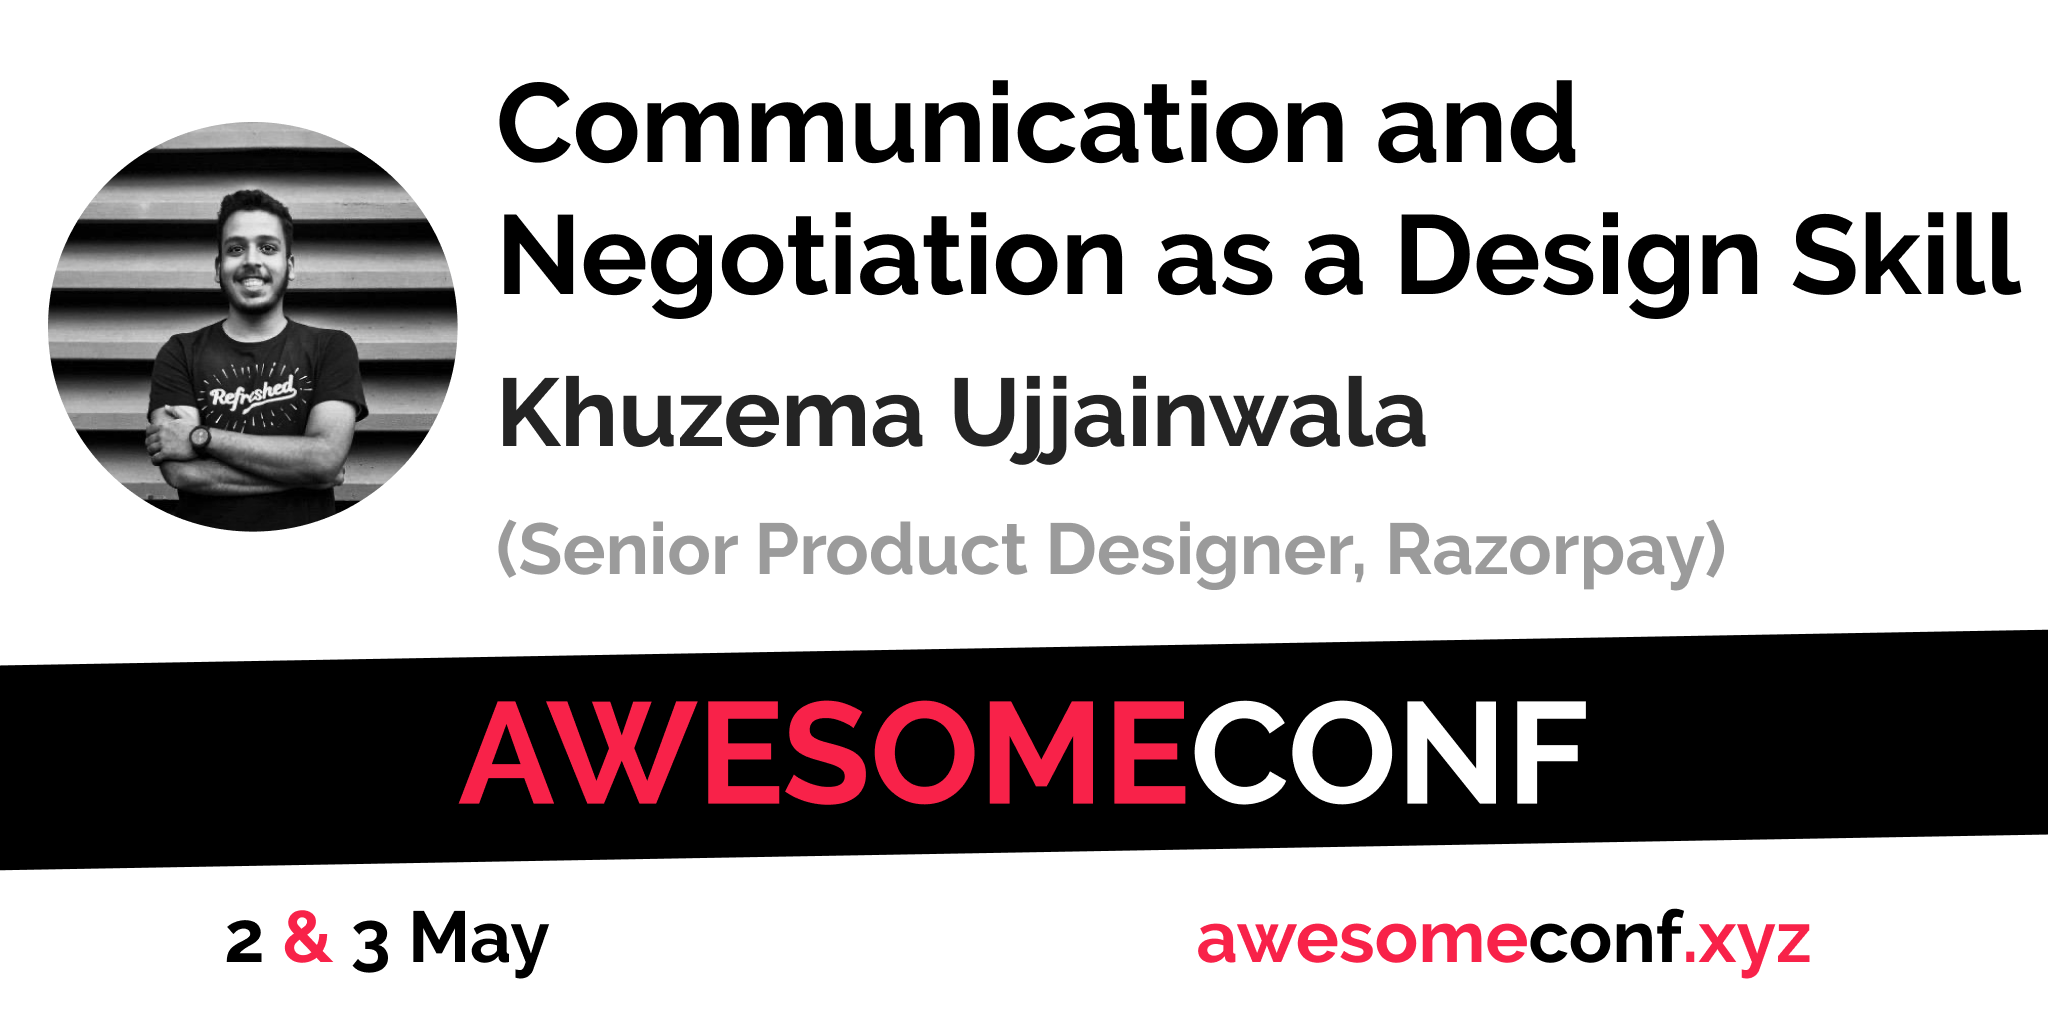 Communication and
Negotiation as a Design Skill
Khuzema Ujjainwala
(Senior Product Designer, Razorpay)
Refreshed
AWESOMECONF
2 & 3 May
awesomeconf.xyz